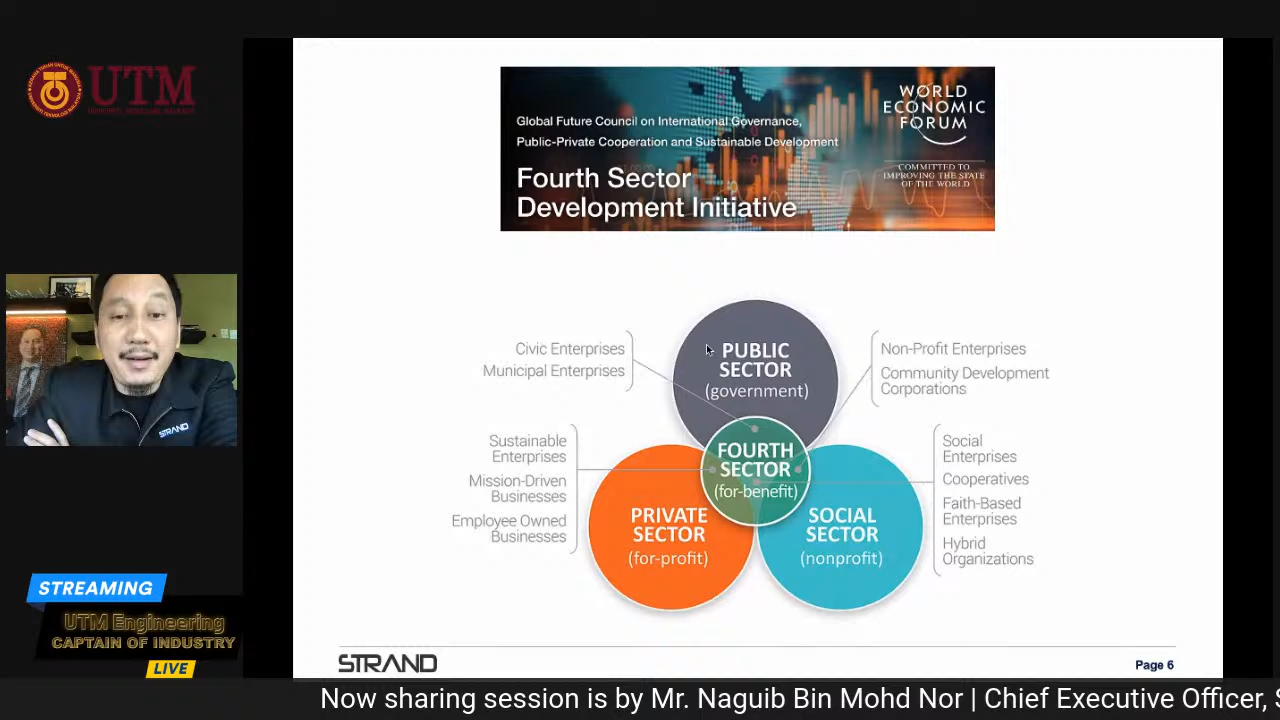 UTM
Global Future Council on International Governance,
Public-Private Cooperation and Sustainable Development
Fourth Sector
Development Initiative
WORLD
ECONOMIC
FORUM
COMMITTED TO
IMPROVING THE STATE
OF THE WORLD
Civic Enterprises
Municipal Enterprises
PUBLIC
SECTOR
(government)
Non-Profit Enterprises
Community Development
Corporations
Sustainable
Enterprises
Mission-Driven
Businesses
Employee Owned
Businesses
FOURTH
SECTOR
(for-benefit)
Social
Enterprises
Cooperatives
Faith-Based
Enterprises
Hybrid
Organizations
PRIVATE
SECTOR
(for-profit)
SOCIAL
SECTOR
(nonprofit)
STRAND
STRAND
Page 6
STREAMING
UTM Engineering
CAPTAIN OF INDUSTRY
LIVE
Now sharing session is by Mr. Naguib Bin Mohd Nor | Chief Executive Officer,